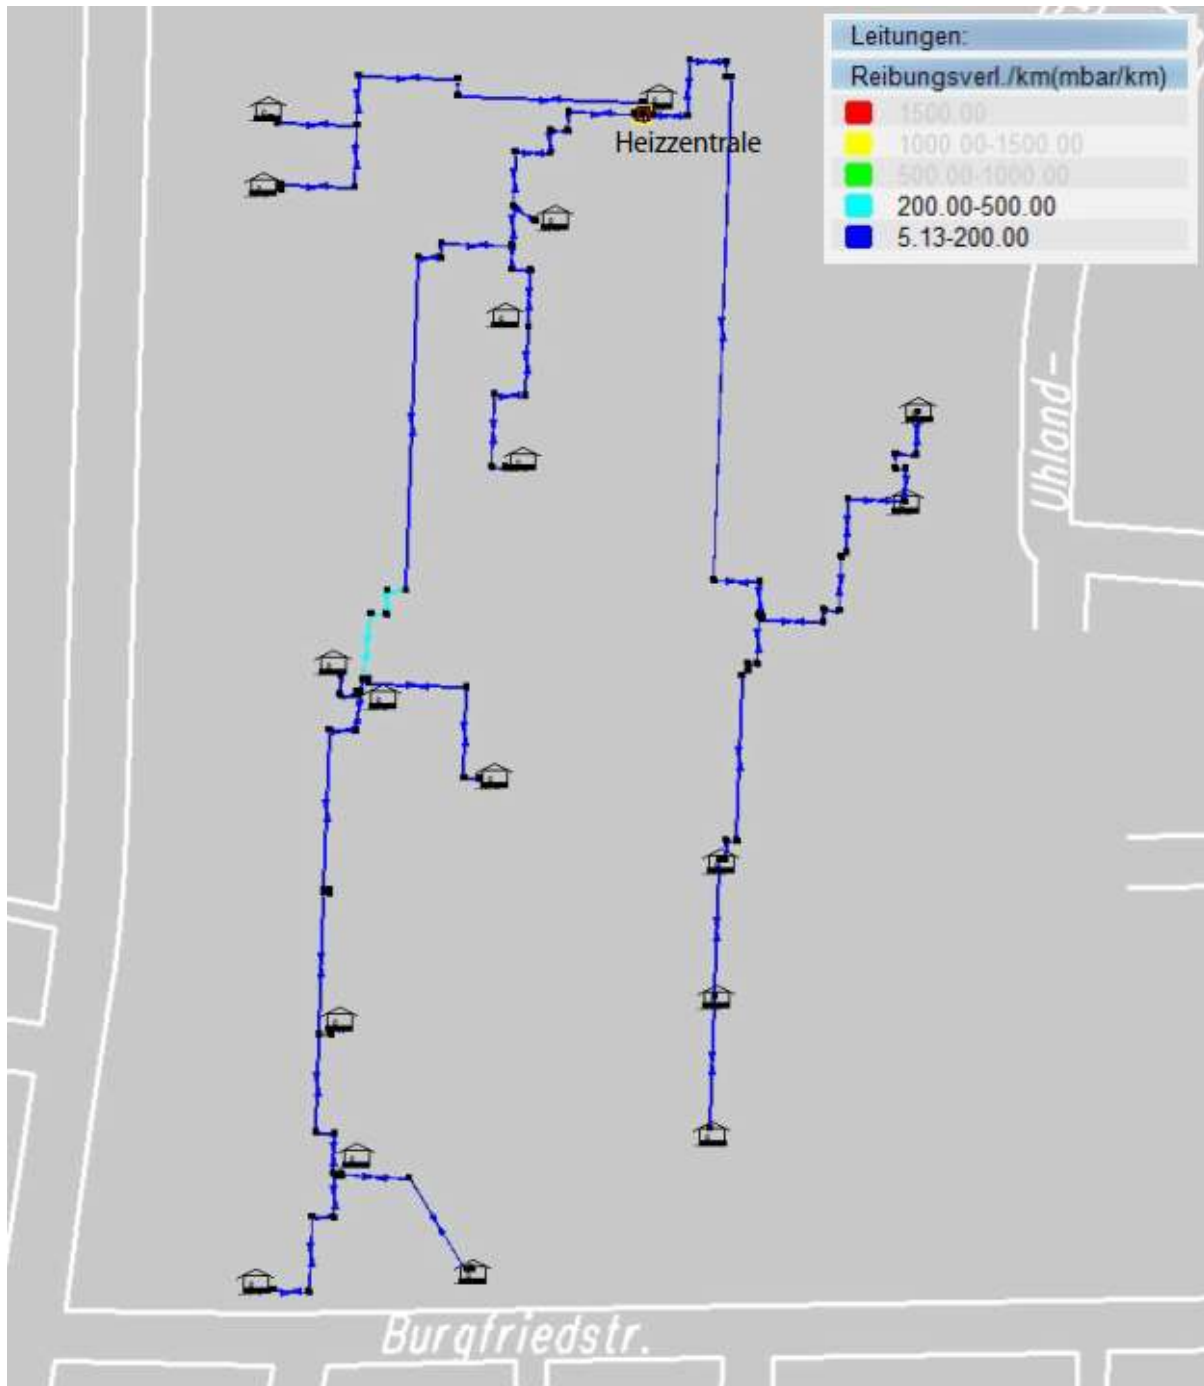 Leitungen:
Reibungsverl./km(mbar/km)
1500.00
1000.00-1500.00
500.00-1000.00
200.00-500.00
5.13-200.00
Heizzentrale
Uhland-
Burgfriedstr.